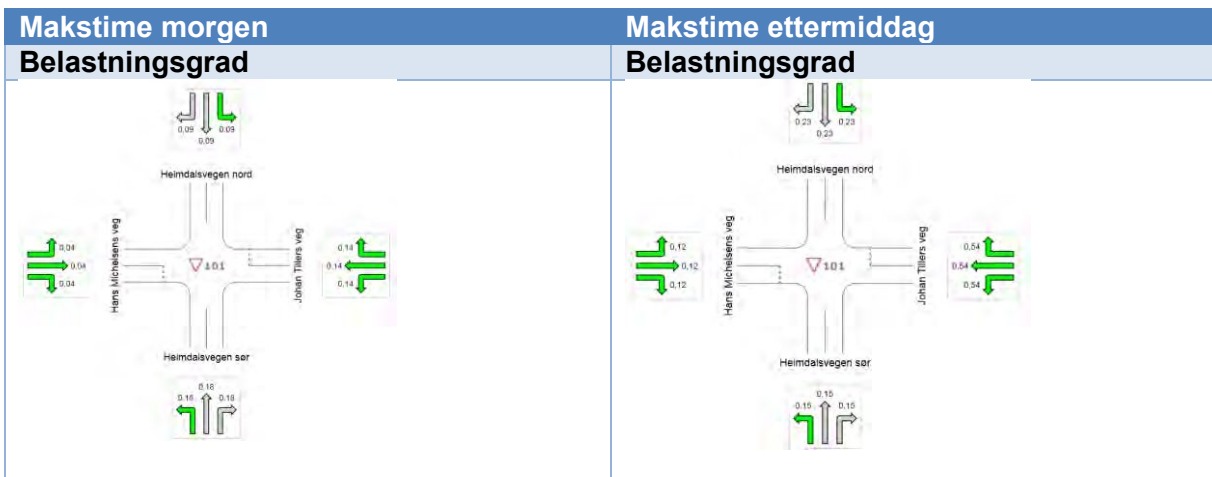 Makstime morgen
Makstime ettermiddag
Belastningsgrad
Belastningsgrad
0,09 0,09
0,09
Heimdalsvegen nord
Hans Michelsens veg
0,04
0,04
0,04
101
Johan Tillers veg
0,14
0,14
0,14
Heimdalsvegen sør
0,18
0,18 0,18
0,23 0,23
0,23
Heimdalsvegen nord
Hans Michelsens veg
0,12
0,12
0,12
101
Johan Tillers veg
0,54
0,54
0,54
Heimdalsvegen sør
0,15
0,15 0,15